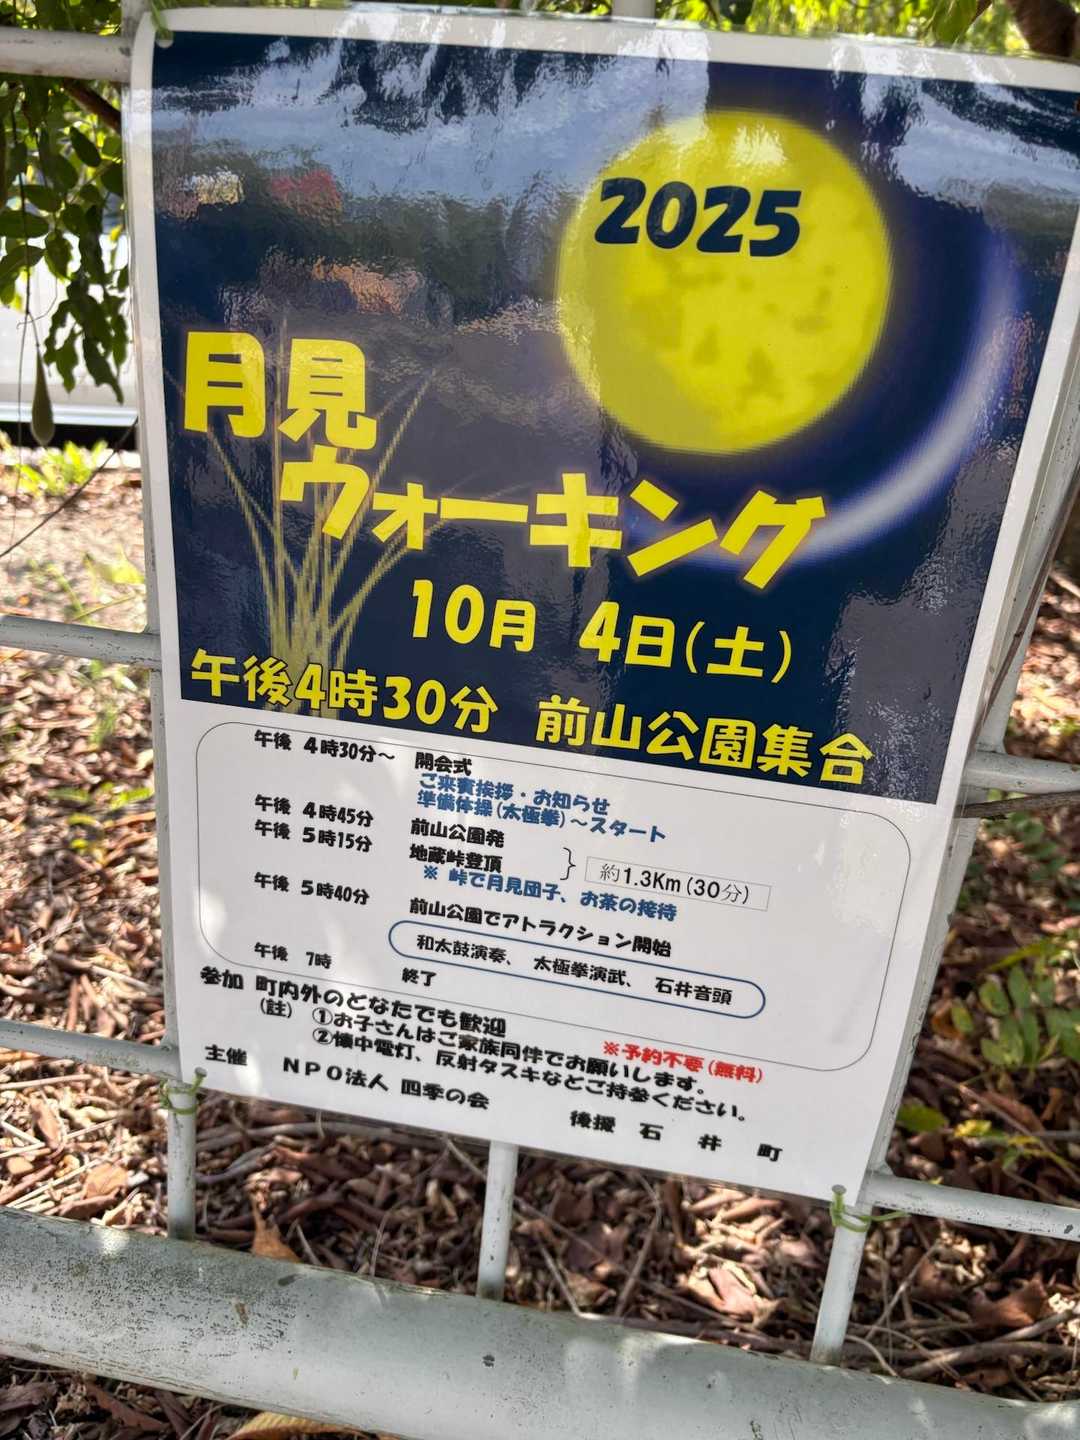 2025
月見
ウォーキング
10月 4日(土)
午後4時30分 前山公園集合
午後 4時30分～ 開会式
ご来賓挨拶・お知らせ
準備体操(太極拳)～スタート
午後 4時45分 前山公園発
午後 5時15分 地蔵峠登頂
約1.3Km(30分)
※ 峠で月見団子、お茶の接待
午後 5時40分 前山公園でアトラクション開始
和太鼓演奏、 太極拳演武、 石井音頭
午後 7時 終了
参加 町内外のどなたでも歓迎 ※予約不要(無料)
(註) ①お子さんはご家族同伴でお願いします。
②懐中電灯、反射タスキなどご持参ください。
主催 NPO法人 四季の会 後援 石 井 町